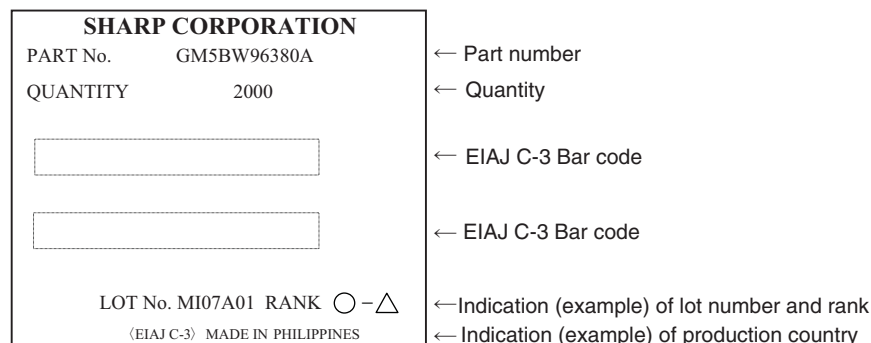 SHARP CORPORATION
PART No. GM5BW96380A ← Part number
QUANTITY 2000 ← Quantity
← EIAJ C-3 Bar code
← EIAJ C-3 Bar code
LOT No. MI07A01 RANK ○-△ ←Indication (example) of lot number and rank
〈EIAJ C-3〉 MADE IN PHILIPPINES ← Indication (example) of production country